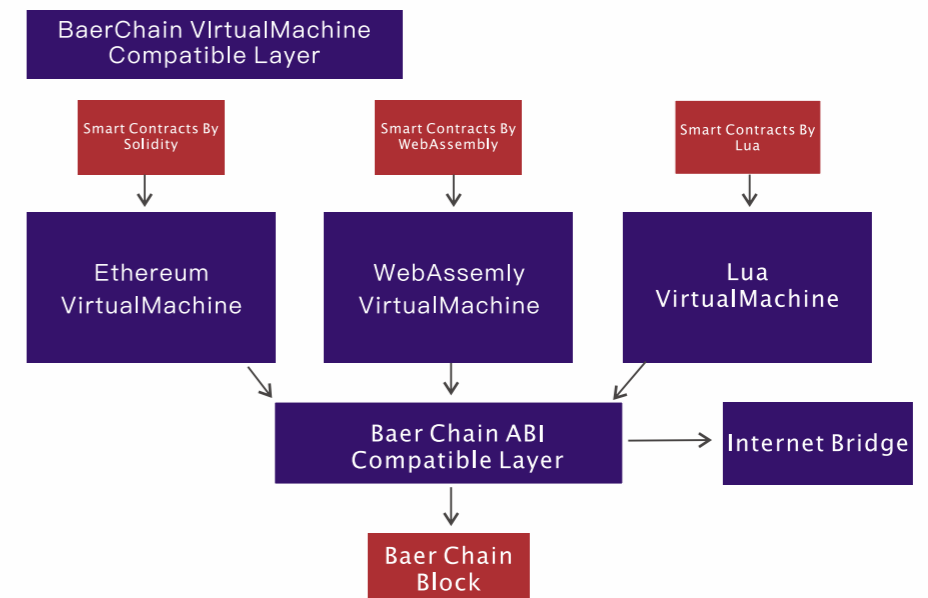 BaerChain VIrtualMachine
Compatible Layer
Smart Contracts By
Solidity
Smart Contracts By
WebAssembly
Smart Contracts By
Lua
Ethereum
VirtualMachine
WebAssemly
VirtualMachine
Lua
VirtualMachine
Baer Chain ABI
Compatible Layer
Internet Bridge
Baer Chain
Block